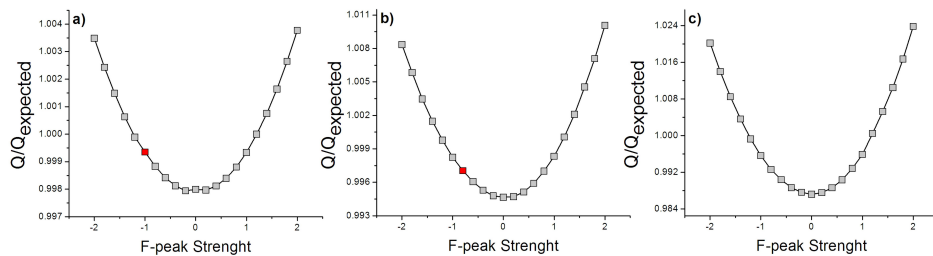 a)
1.004
1.003
1.002
1.001
1.000
0.999
0.998
0.997
Q/Qexpected
-2 -1 0 1 2
F-peak Strenght
b)
1.011
1.008
1.005
1.002
0.999
0.996
0.993
Q/Qexpected
-2 -1 0 1 2
F-peak Strenght
c)
1.024
1.016
1.008
1.000
0.992
0.984
Q/Qexpected
-2 -1 0 1 2
F-peak Strenght